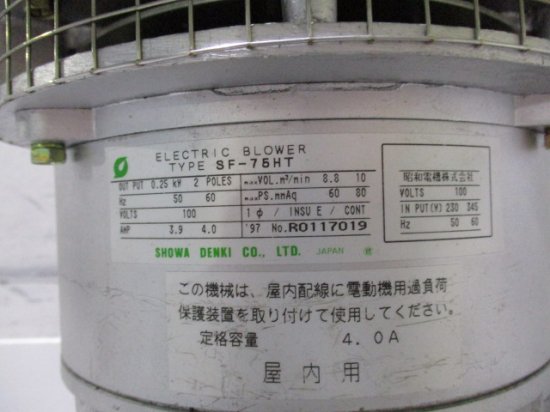 ELECTRIC BLOWER
TYPE SF-75HT
OUT PUT 0.25 kW 2 POLES
Hz 50 60
VOLTS 100
AMP 3.9 4.0
maxVOL.m³/min 8.8 10
maxPS.mmAq 60 80
1φ / INSU E / CONT
'97 No. R0117019
SHOWA DENKI CO., LTD. JAPAN
昭和電機株式会社
VOLTS 100
IN PUT(W) 230 345
Hz 50 60
この機械は、屋内配線に電動機用過負荷
保護装置を取り付けて使用してください。
定格容量 4.0A
屋内用